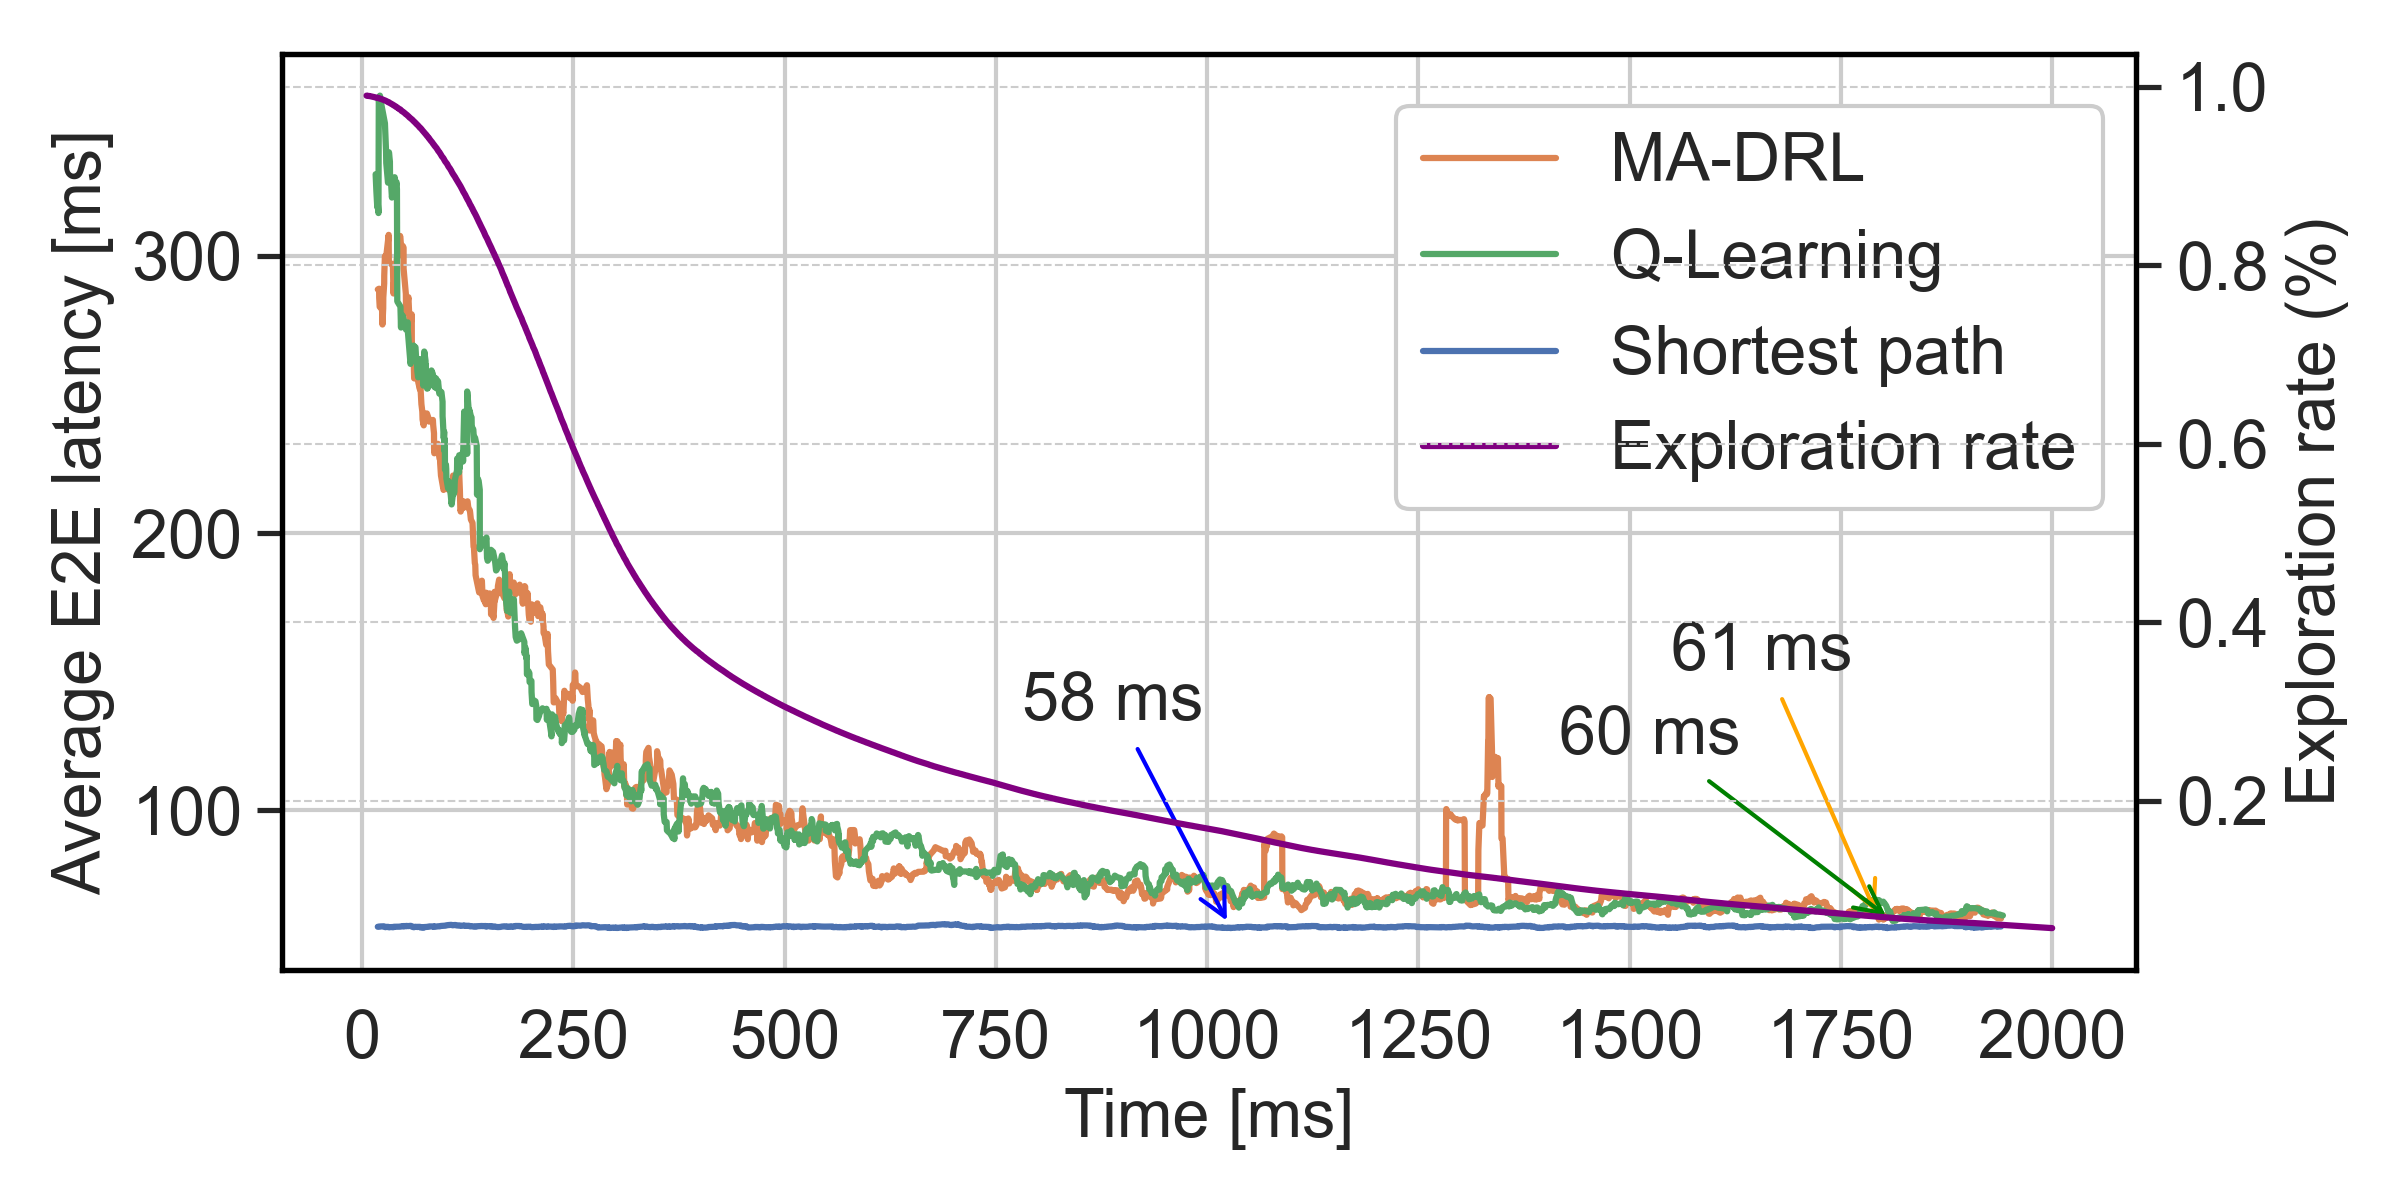 Average E2E latency [ms]
300
200
100
MA-DRL
Q-Learning
Shortest path
Exploration rate
58 ms
61 ms
60 ms
1.0
0.8
0.6
0.4
0.2
Exploration rate (%)
0 250 500 750 1000 1250 1500 1750 2000
Time [ms]